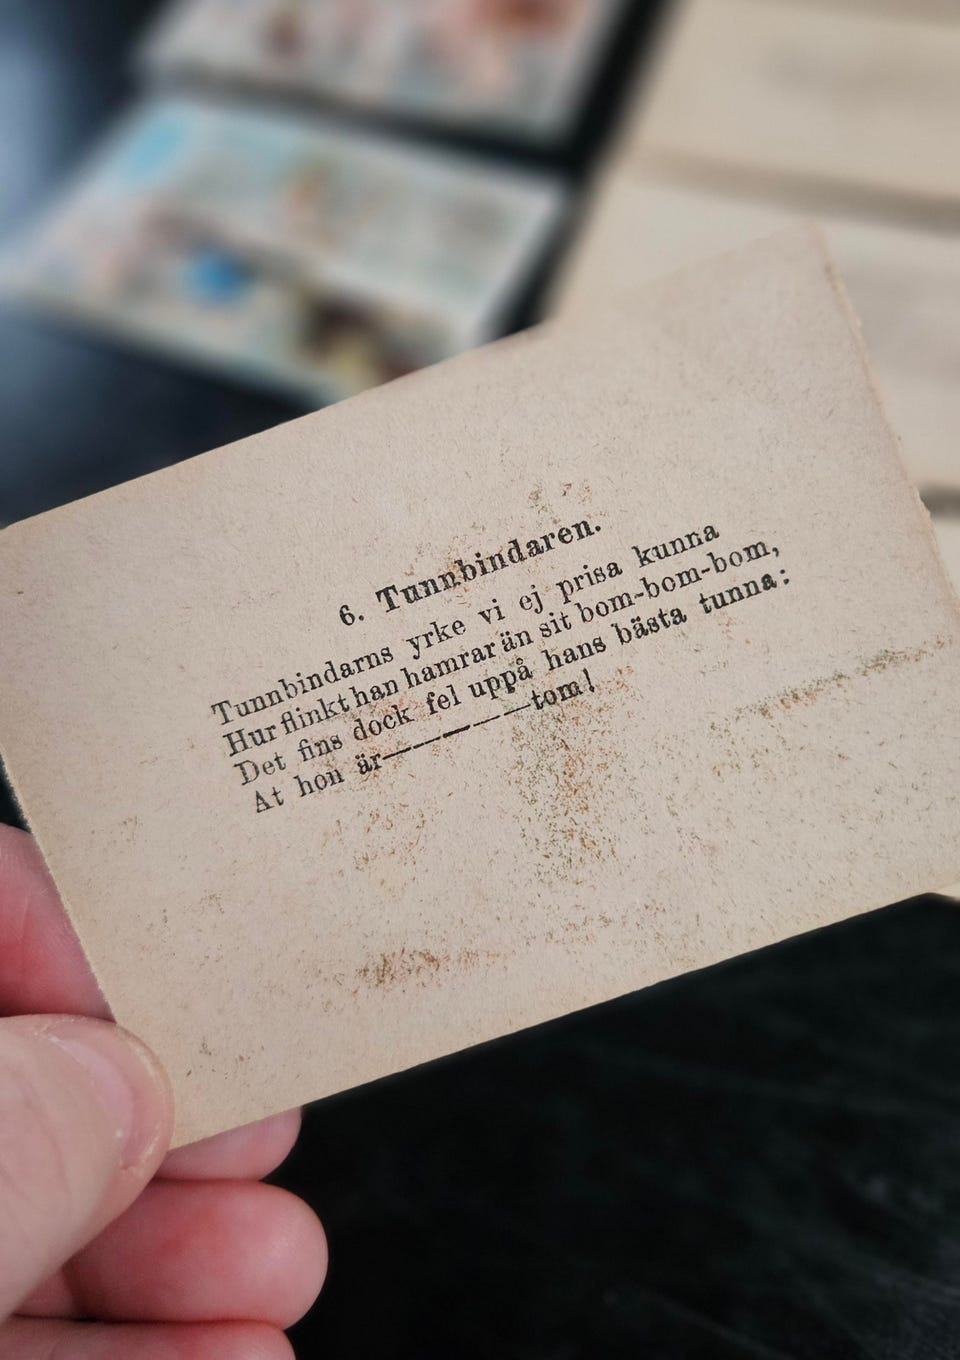 6. Tunnbindaren.
Tunnbindarns yrke vi ej prisa kunna
Hur flinkt han hamrar än sit bom-bom-bom,
Det fins dock fel uppå hans bästa tunna:
At hon är— — — — —tom!